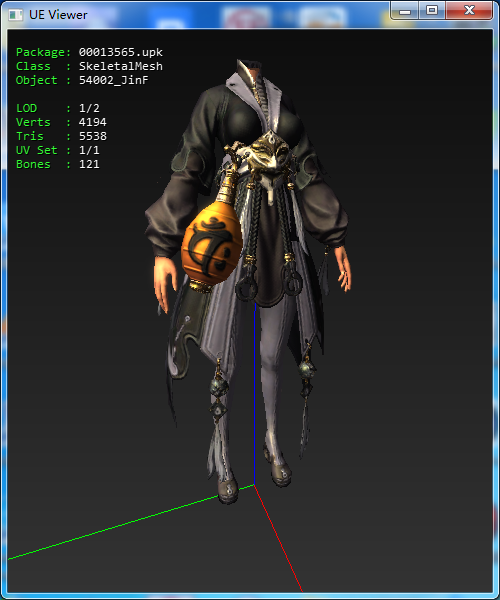 UE Viewer
Package: 00013565.upk
Class : SkeletalMesh
Object : 54002_JinF
LOD : 1/2
Verts : 4194
Tris : 5538
UV Set : 1/1
Bones : 121